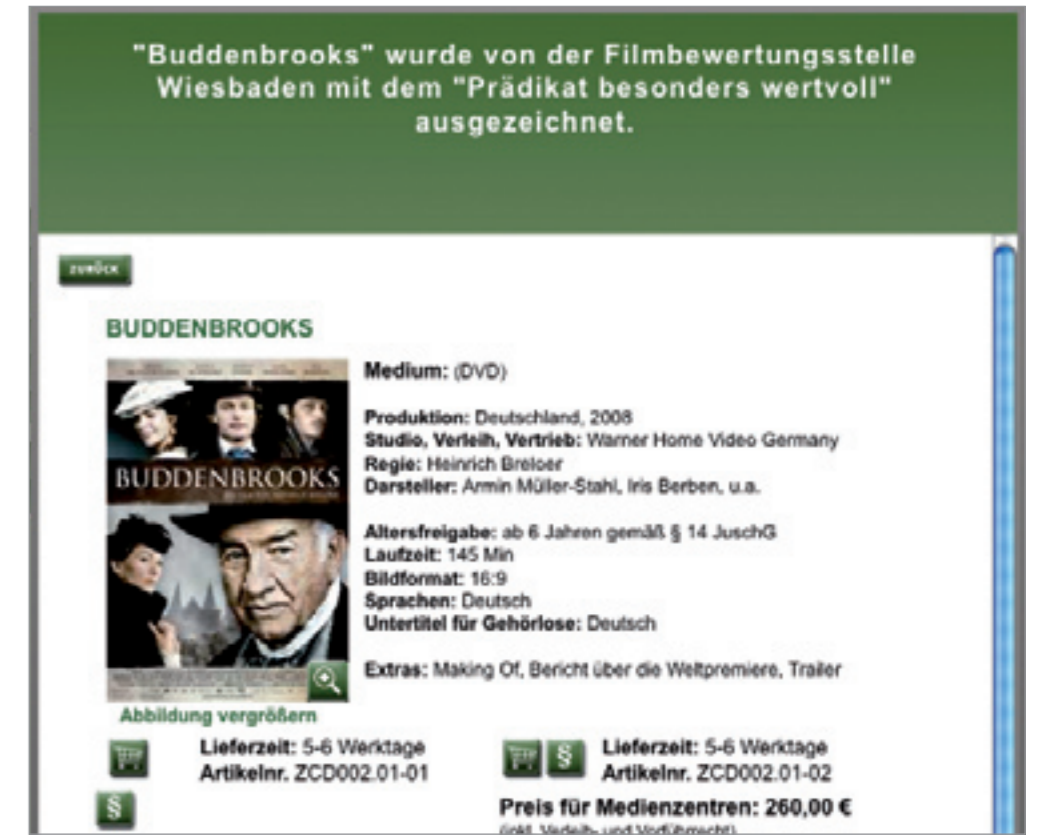 "Buddenbrooks" wurde von der Filmbewertungsstelle
Wiesbaden mit dem "Prädikat besonders wertvoll"
ausgezeichnet.
ZURÜCK
BUDDENBROOKS
Medium: (DVD)
Produktion: Deutschland, 2008
Studio, Verleih, Vertrieb: Warner Home Video Germany
Regie: Heinrich Breloer
Darsteller: Armin Müller-Stahl, Iris Berben, u.a.
BUDDENBROOKS
Altersfreigabe: ab 6 Jahren gemäß § 14 JuschG
Laufzeit: 145 Min
Bildformat: 16:9
Sprachen: Deutsch
Untertitel für Gehörlose: Deutsch
Extras: Making Of, Bericht über die Weltpremiere, Trailer
Abbildung vergrößern
Lieferzeit: 5-6 Werktage
Artikelnr. ZCD002.01-01
§
§
Lieferzeit: 5-6 Werktage
Artikelnr. ZCD002.01-02
Preis für Medienzentren: 260,00 €
(inkl. Verleih- und Vorführrecht)